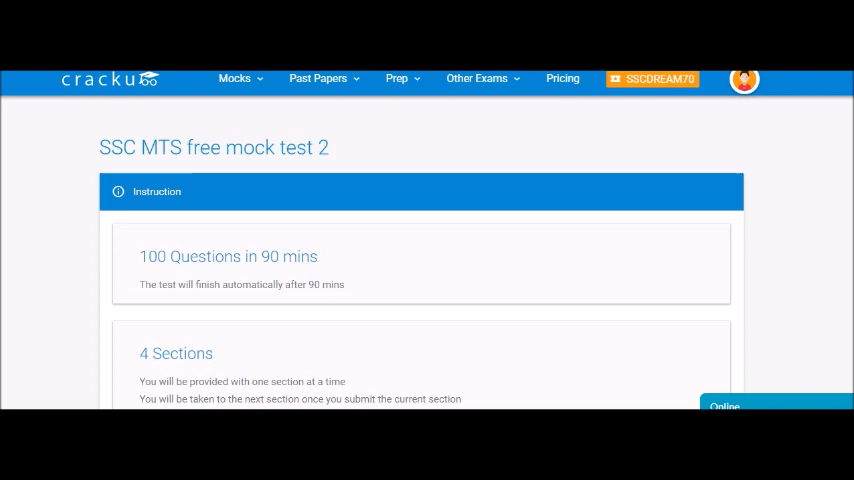 cracku
Mocks Past Papers Prep Other Exams Pricing SSCDREAM70
SSC MTS free mock test 2
Instruction
100 Questions in 90 mins
The test will finish automatically after 90 mins
4 Sections
You will be provided with one section at a time
You will be taken to the next section once you submit the current section
Online